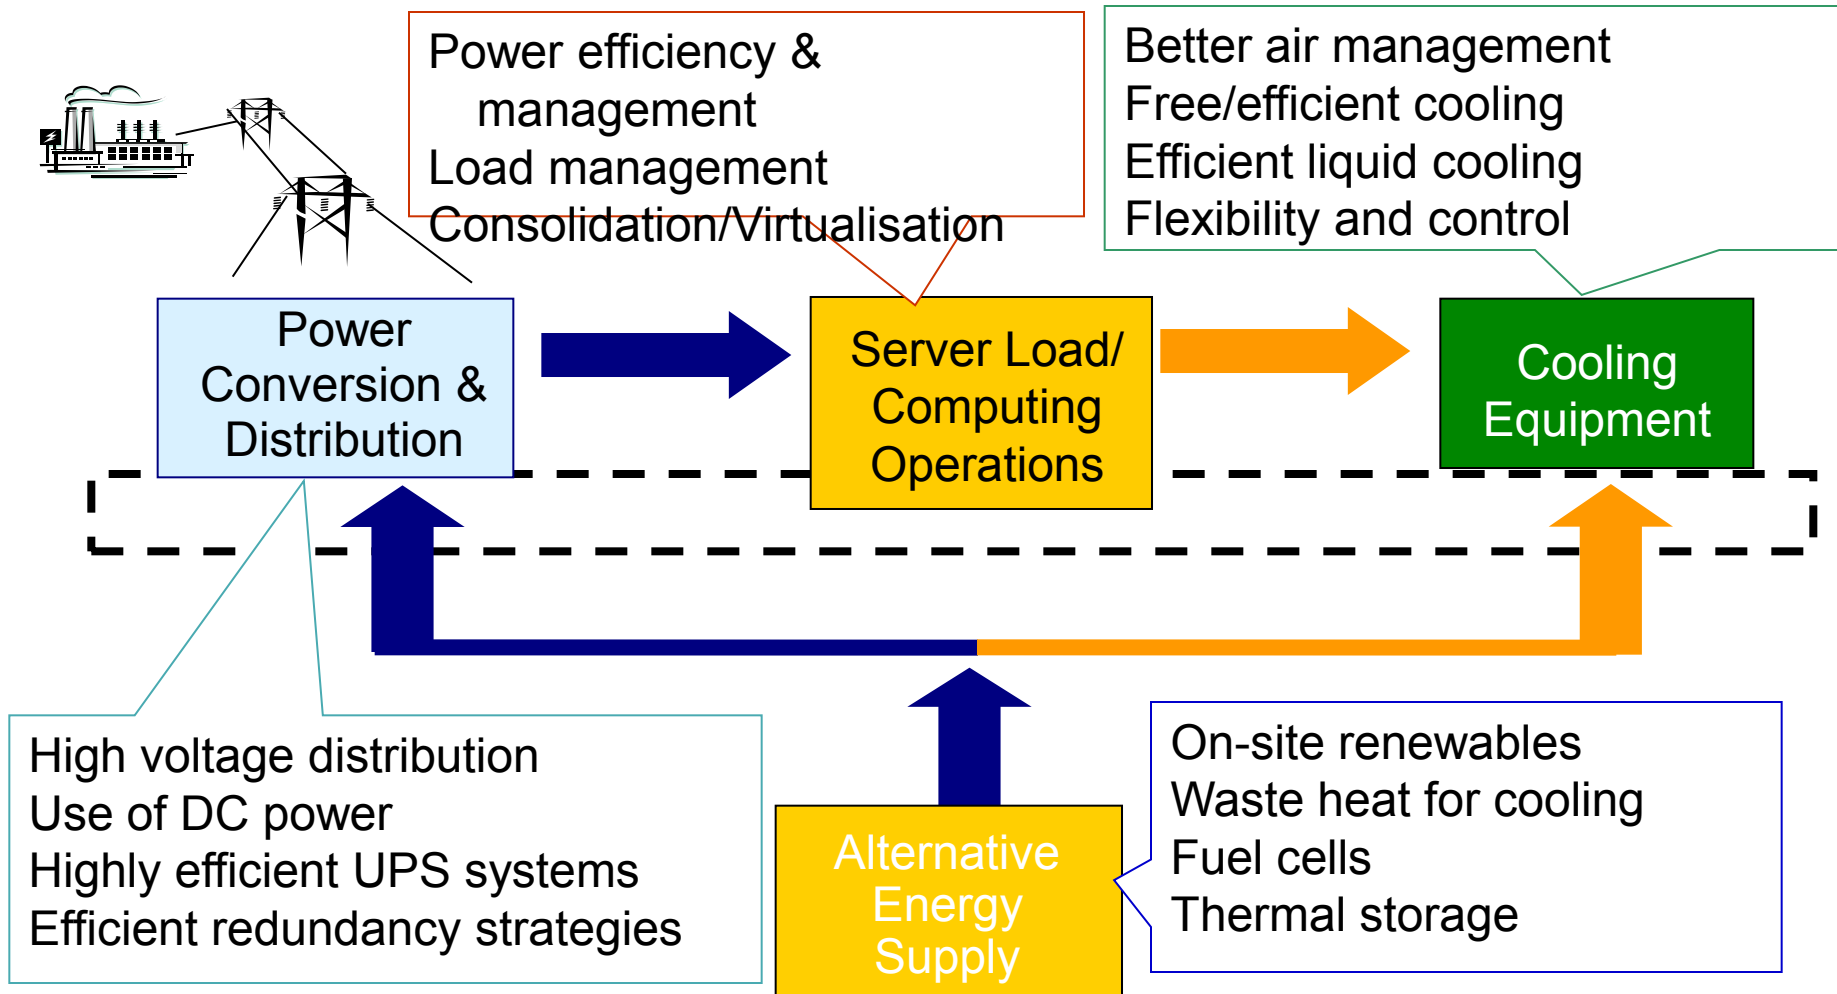 Power efficiency &
management
Load management
Consolidation/Virtualisation
Better air management
Free/efficient cooling
Efficient liquid cooling
Flexibility and control
Power
Conversion &
Distribution
Server Load/
Computing
Operations
Cooling
Equipment
High voltage distribution
Use of DC power
Highly efficient UPS systems
Efficient redundancy strategies
Alternative
Energy
Supply
On-site renewables
Waste heat for cooling
Fuel cells
Thermal storage